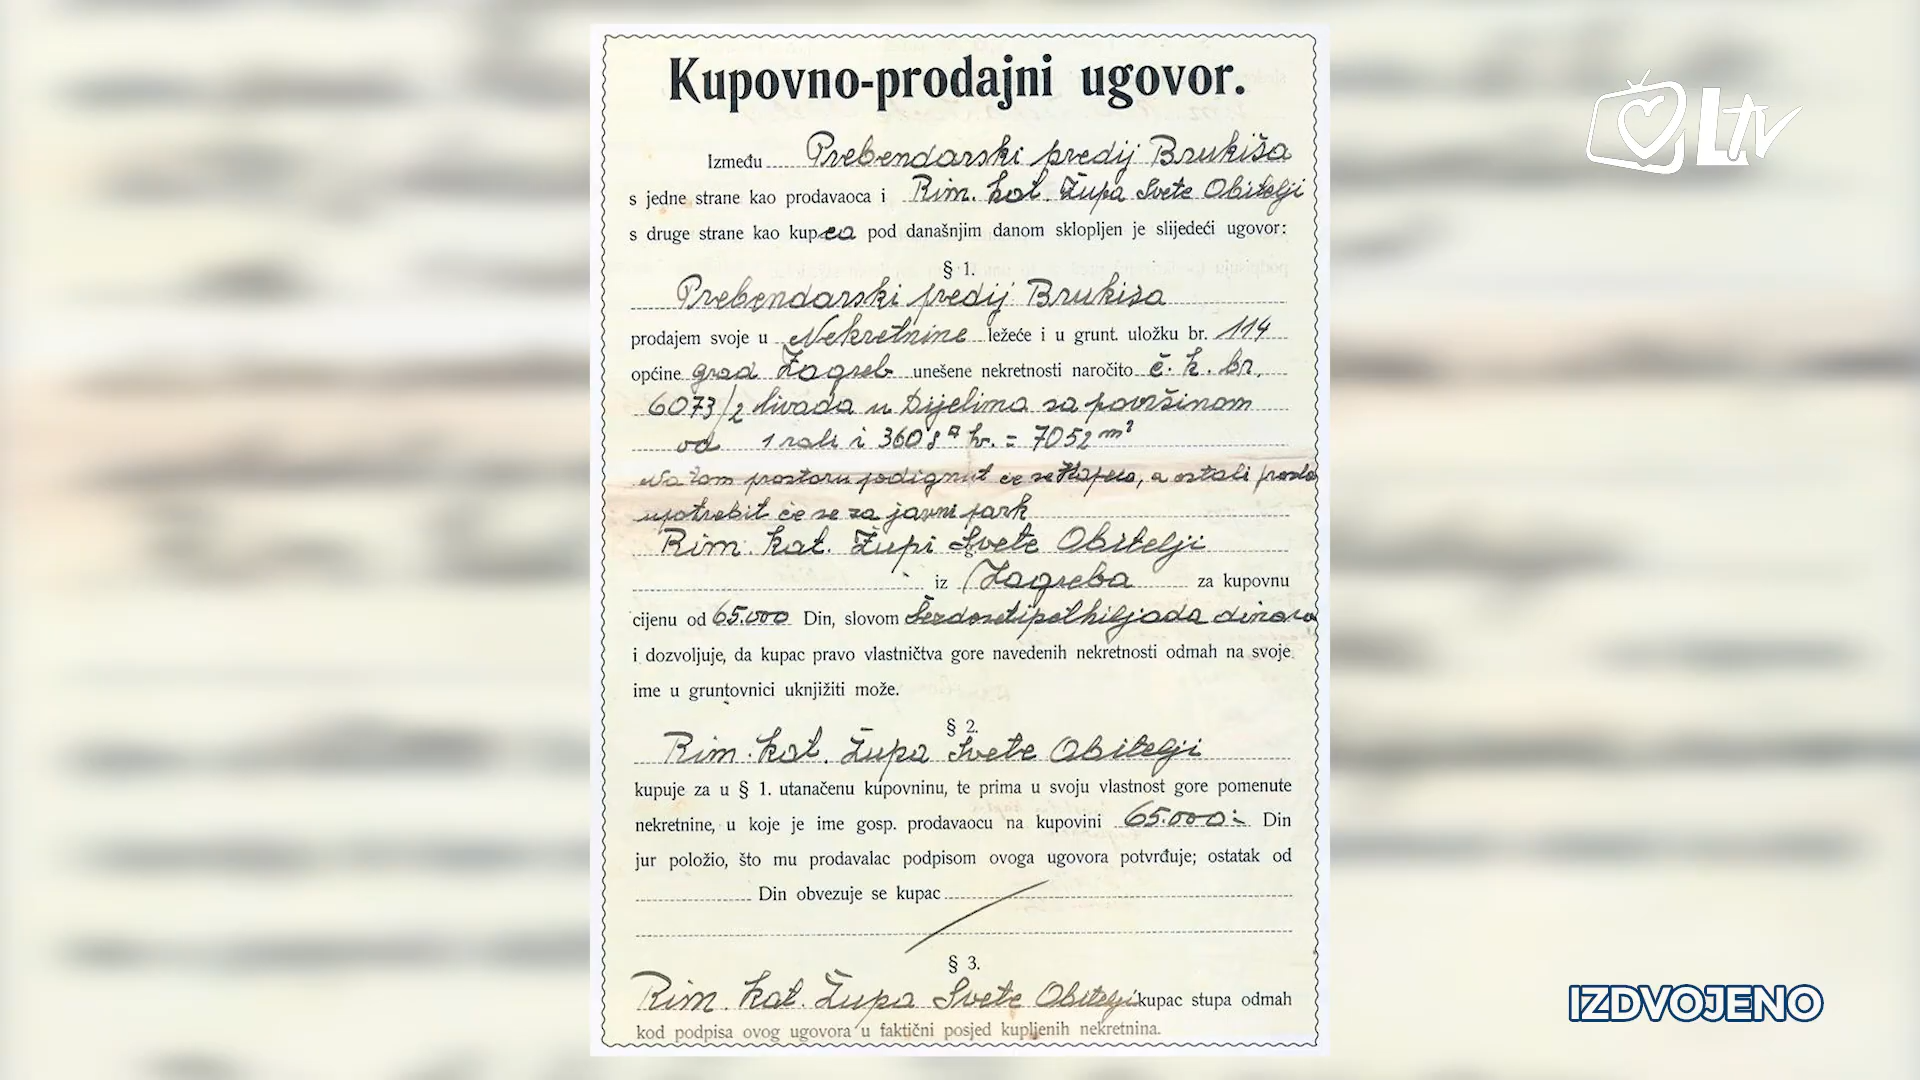 Kupovno-prodajni ugovor.
LTV
Između Prebendarski predij Brukiša
s jedne strane kao prodavaoca i Rim. kat. Župa Svete Obitelji
s druge strane kao kupca pod današnjim danom sklopljen je slijedeći ugovor:
§ 1.
Prebendarski predij Brukiša
prodajem svoje u Nekretnine ležeće i u grunt. uložku br. 114
općine grad Zagreb unešene nekretnosti naročito č. k. br.
6073/2 livada u Dijelima sa površinom
od 1 rali i 360 hv. = 7052 m²
Na tom prostoru podignut će se Kapela, a ostali
upotrebit će se za javni park
Rim. kat. Župi Svete Obitelji
iz Zagreba za kupovnu
cijenu od 65.000 Din, slovom Šezdesetipethiljada dinara
i dozvoljuje, da kupac pravo vlastničtva gore navedenih nekretnosti odmah na svoje
ime u gruntovnici uknjižiti može.
§ 2.
Rim. kat. Župa Svete Obitelji
kupuje za u § 1. utanačenu kupovninu, te prima u svoju vlastnost gore pomenute
nekretnine, u koje je ime gosp. prodavaocu na kupovini 65.000:- Din
jur položio, što mu prodavalac podpisom ovoga ugovora potvrđuje; ostatak od
Din obvezuje se kupac
§ 3.
Rim. kat. Župa Svete Obitelji kupac stupa odmah
kod podpisa ovog ugovora u faktični posjed kupljenih nekretnina.
IZDVOJENO